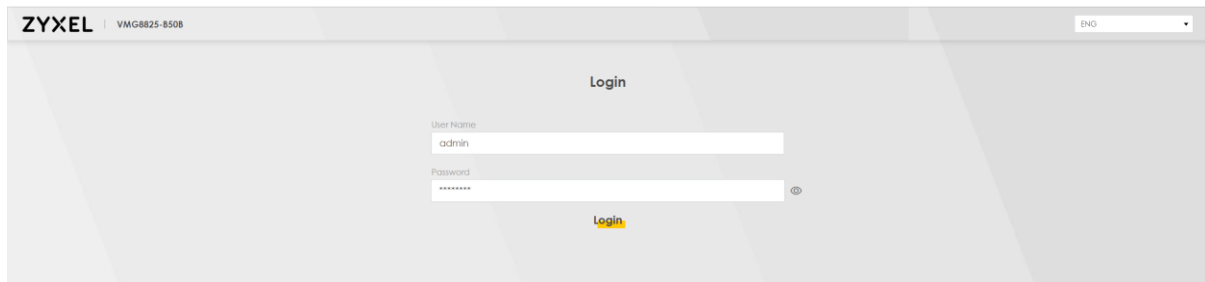 ZYXEL VMG8825-B50B ENG
Login
User Name
admin
Password
********
Login